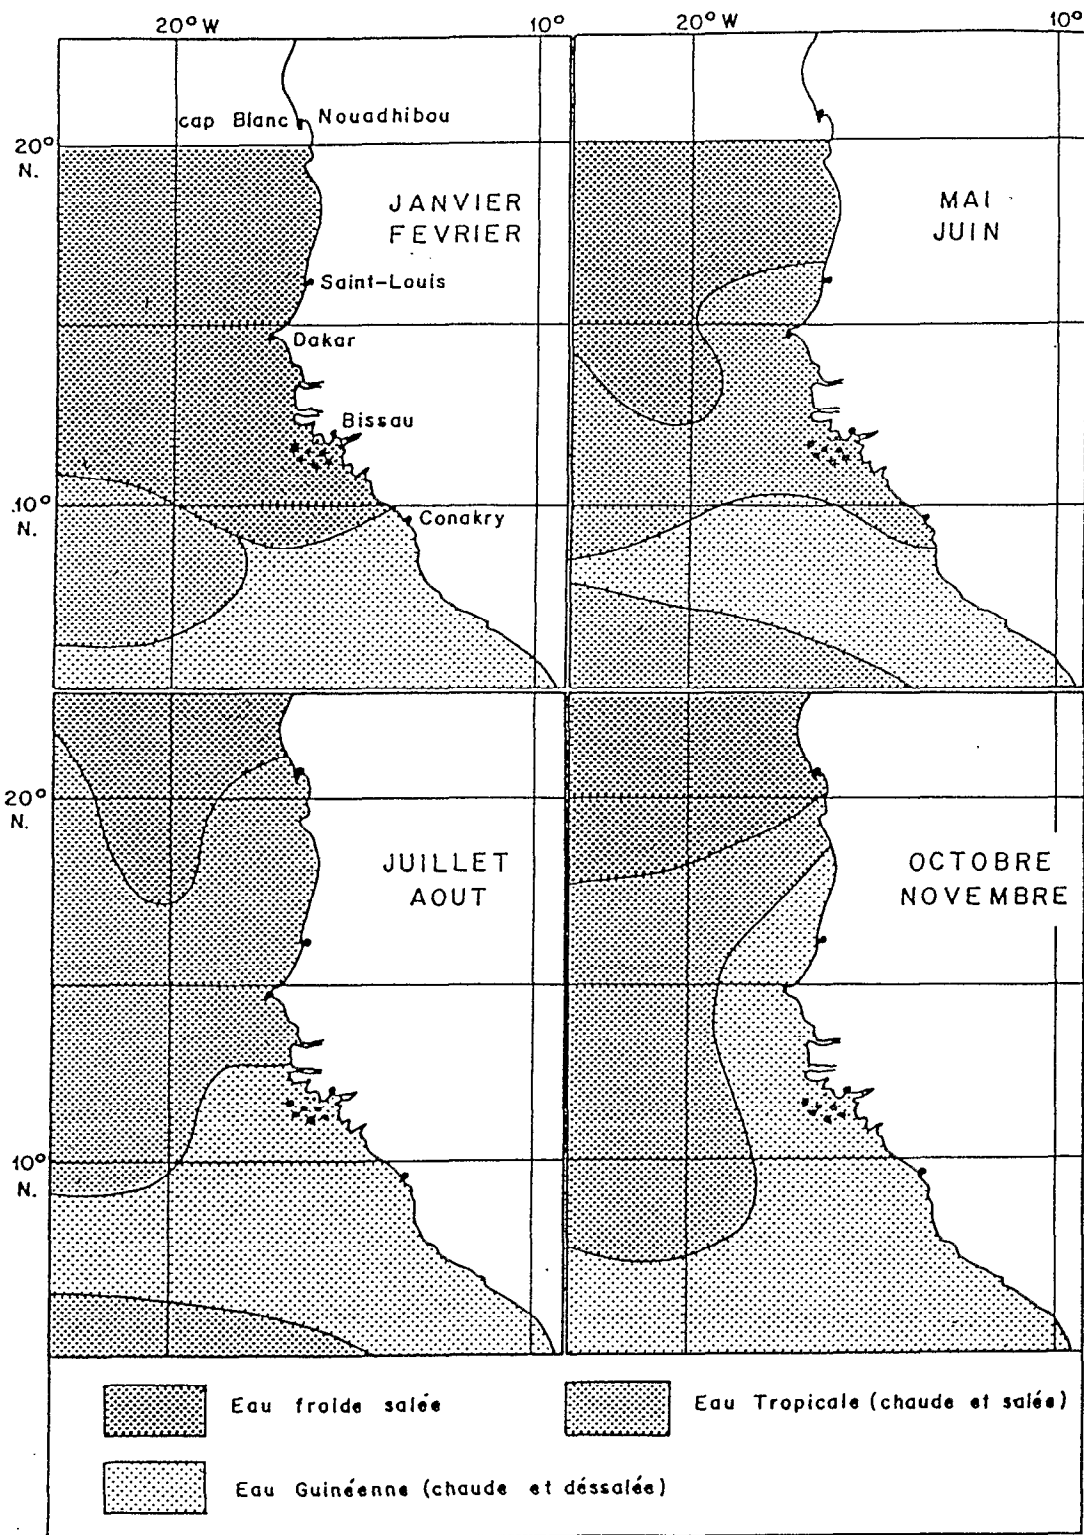 20° W
10°
20° W
10°
cap Blanc
Nouadhibou
20°
N.
JANVIER
FEVRIER
MAI
JUIN
Saint-Louis
Dakar
Bissau
10°
N.
Conakry
20°
N.
JUILLET
AOUT
OCTOBRE
NOVEMBRE
10°
N.
Eau froide salée
Eau Tropicale (chaude et salée)
Eau Guinéenne (chaude et déssalée)